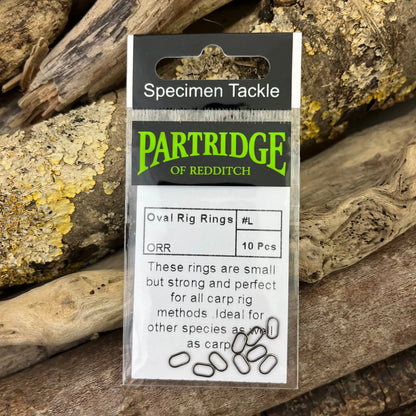 Specimen Tackle
PARTRIDGE
OF REDDITCH
Oval Rig Rings #L
ORR 10 Pcs
These rings are small
but strong and perfect
for all carp rig
methods .Ideal for
other species as well
as carp